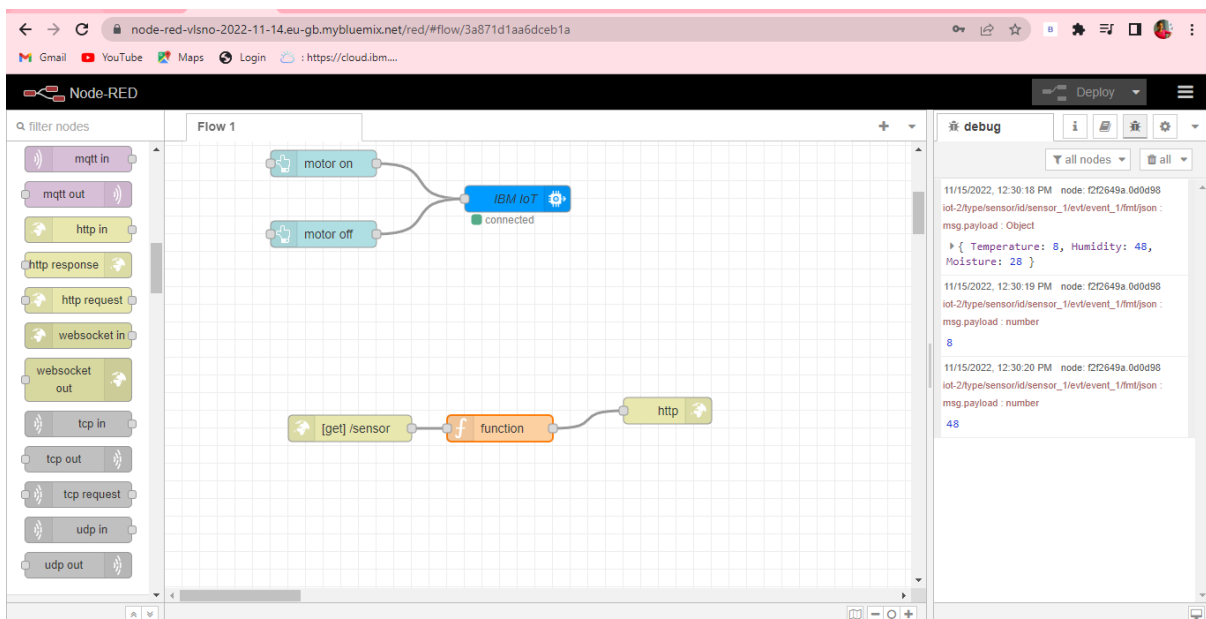 node-red-vlsno-2022-11-14.eu-gb.mybluemix.net/red/#flow/3a871d1aa6dceb1a
B
Gmail YouTube Maps Login : https://cloud.ibm....
Node-RED
Deploy
filter nodes
mqtt in
mqtt out
http in
http response
http request
websocket in
websocket
out
tcp in
tcp out
tcp request
udp in
udp out
Flow 1
motor on
IBM IoT
connected
motor off
[get] /sensor
f
function
http
debug
i
all nodes
all
11/15/2022, 12:30:18 PM node: f2f2649a.0d0d98
iot-2/type/sensor/id/sensor_1/evt/event_1/fmt/json :
msg.payload : Object
{ Temperature: 8, Humidity: 48,
Moisture: 28 }
11/15/2022, 12:30:19 PM node: f2f2649a.0d0d98
iot-2/type/sensor/id/sensor_1/evt/event_1/fmt/json :
msg.payload : number
8
11/15/2022, 12:30:20 PM node: f2f2649a.0d0d98
iot-2/type/sensor/id/sensor_1/evt/event_1/fmt/json :
msg.payload : number
48